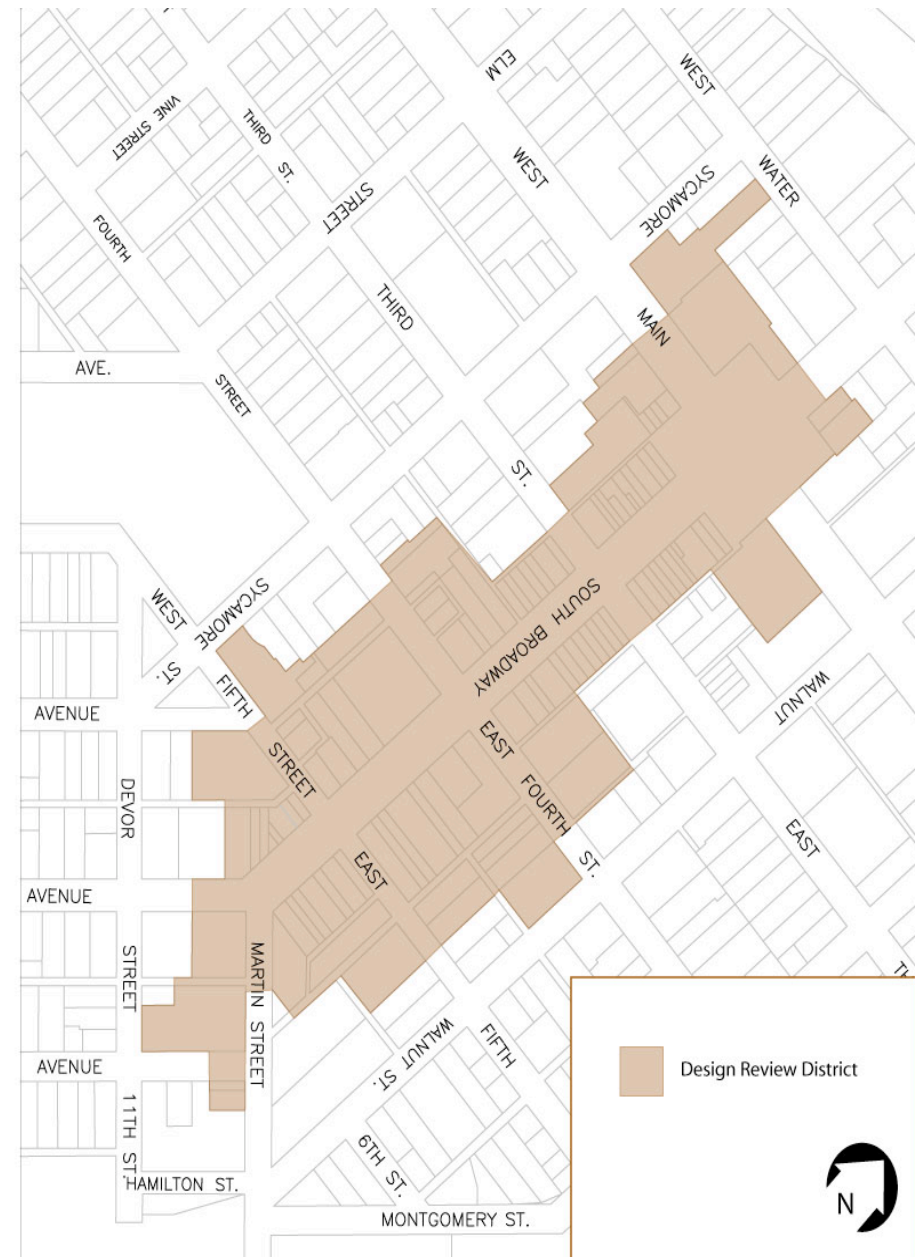 ELM
WEST
VINE STREET
THIRD
ST.
WEST
WATER
SYCAMORE
STREET
FOURTH
THIRD
MAIN
AVE.
STREET
ST.
SYCAMORE
WEST
ST.
SOUTH BROADWAY
WALNUT
FIFTH
STREET
AVENUE
EAST
FOURTH
ST.
DEVOR
EAST
EAST
AVENUE
STREET
MARTIN STREET
TH
WALNUT
ST.
FIFTH
AVENUE
11TH ST.
6TH ST.
HAMILTON ST.
MONTGOMERY ST.
Design Review District
N